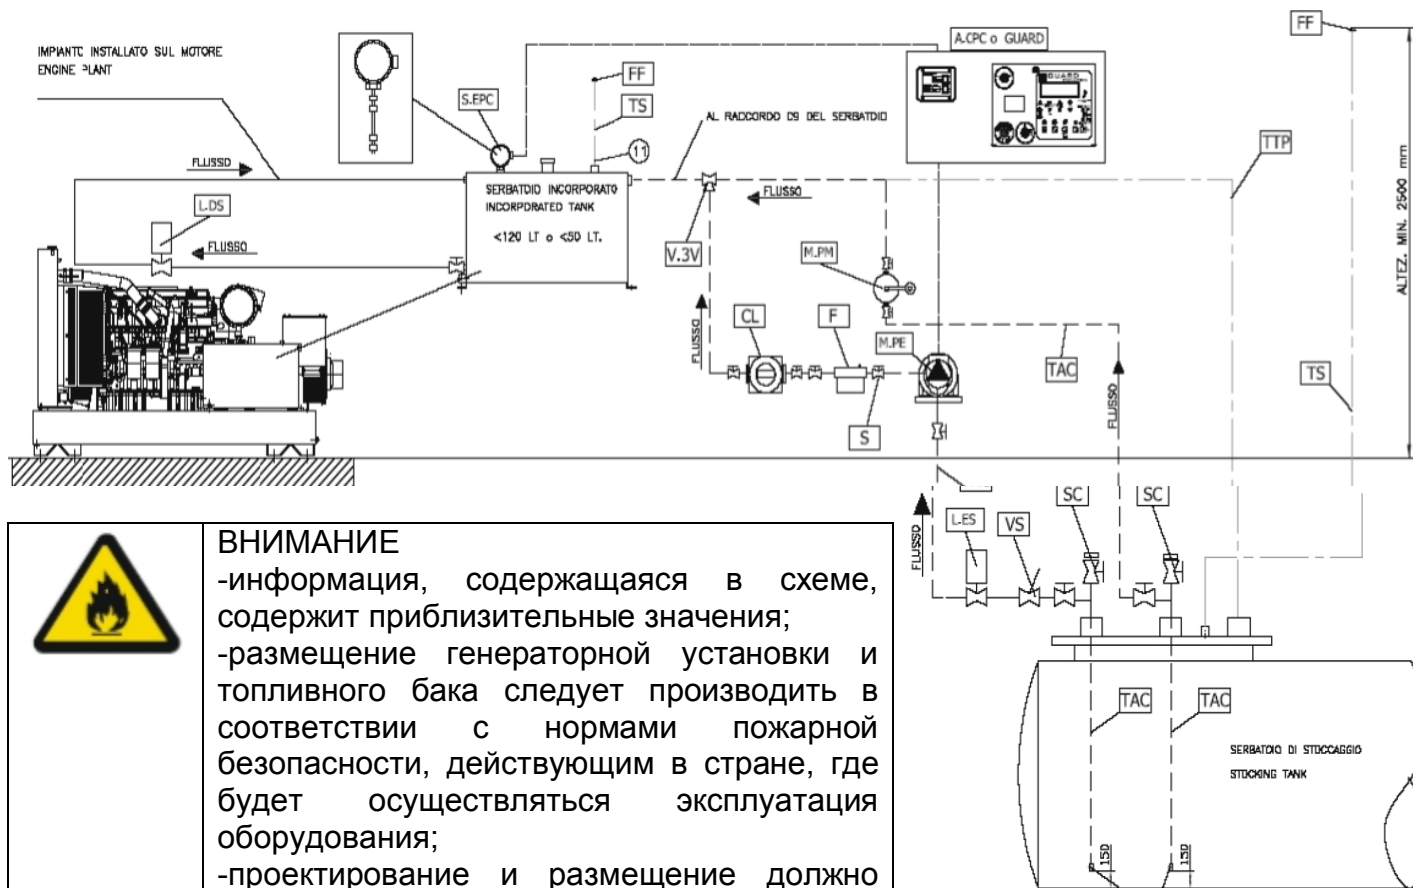 IMPIANTO INSTALLATO SUL MOTORE
ENGINE PLANT
S.EPC
FF
TS
11
A.CPC o GUARD
GUARD
FF
AL RACCORDO D9 DEL SERBATOIO
TTP
ALTEZ. MIN. 2500 mm
FLUSSO
L.DS
FLUSSO
SERBATOIO INCORPORATO
INCORPORATED TANK
<120 LT o <50 LT.
FLUSSO
V.3V
M.PM
FLUSSO
CL
F
M.PE
S
TAC
FLUSSO
TS
SC
SC
FLUSSO
L.ES
VS
TAC
TAC
SERBATOIO DI STOCCAGGIO
STOCKING TANK
150
150
ВНИМАНИЕ
-информация, содержащаяся в схеме,
содержит приблизительные значения;
-размещение генераторной установки и
топливного бака следует производить в
соответствии с нормами пожарной
безопасности, действующим в стране, где
будет осуществляться эксплуатация
оборудования;
-проектирование и размещение должно